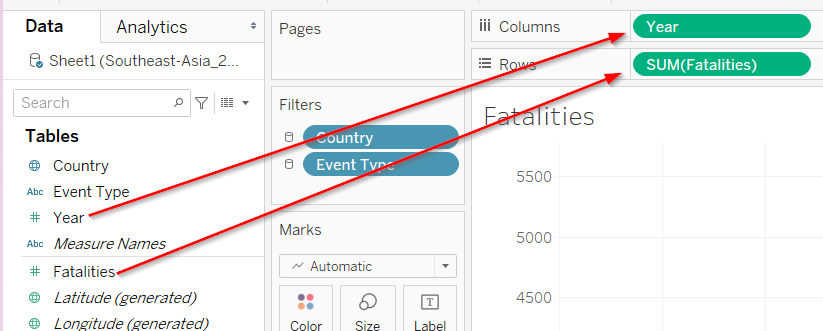 Data
Analytics
Sheet1 (Southeast-Asia_2...
Search
Tables
Country
Abc Event Type
# Year
Abc Measure Names
# Fatalities
Latitude (generated)
Longitude (generated)
Pages
Filters
Country
Event Type
Marks
Automatic
Color
Size
T
Label
Columns
Year
Rows
SUM(Fatalities)
Fatalities
5500
5000
4500